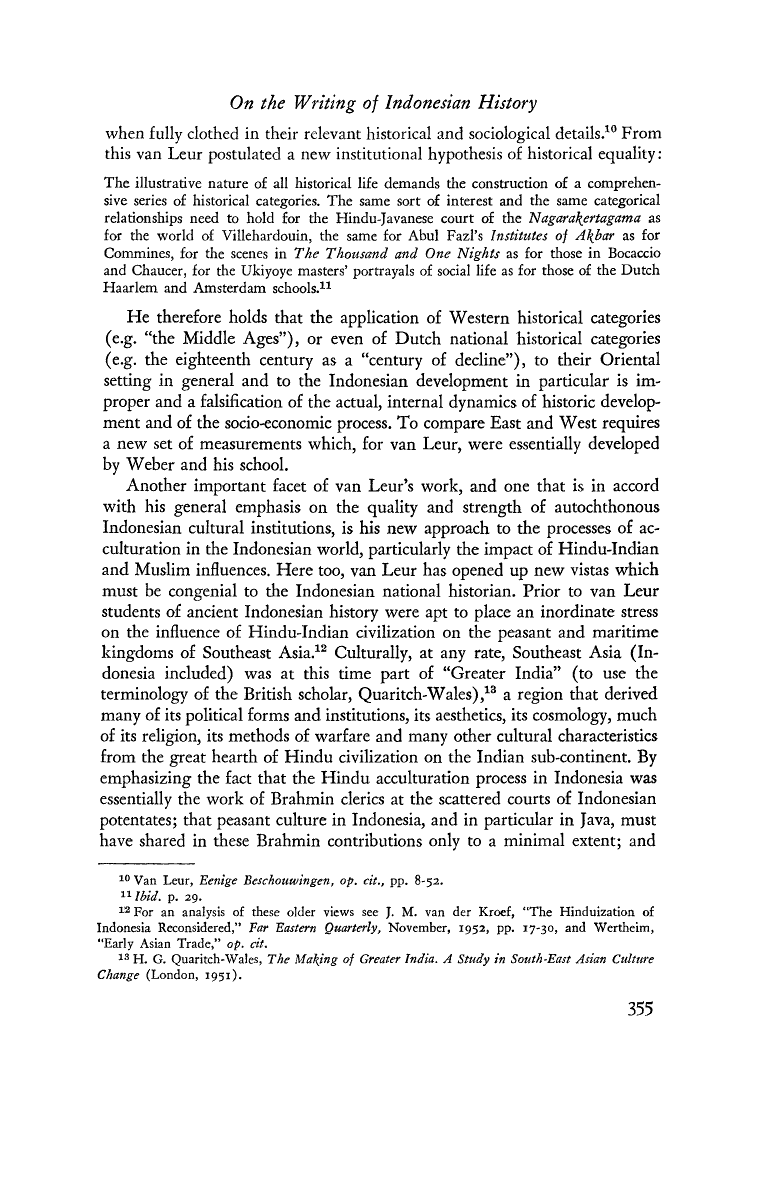 On the Writing of Indonesian History
when fully clothed in their relevant historical and sociological details.¹⁰ From
this van Leur postulated a new institutional hypothesis of historical equality:
The illustrative nature of all historical life demands the construction of a comprehen-
sive series of historical categories. The same sort of interest and the same categorical
relationships need to hold for the Hindu-Javanese court of the Nagarakertagama as
for the world of Villehardouin, the same for Abul Fazl's Institutes of Akbar as for
Commines, for the scenes in The Thousand and One Nights as for those in Bocaccio
and Chaucer, for the Ukiyoye masters' portrayals of social life as for those of the Dutch
Haarlem and Amsterdam schools.¹¹
He therefore holds that the application of Western historical categories
(e.g. “the Middle Ages”), or even of Dutch national historical categories
(e.g. the eighteenth century as a “century of decline”), to their Oriental
setting in general and to the Indonesian development in particular is im-
proper and a falsification of the actual, internal dynamics of historic develop-
ment and of the socio-economic process. To compare East and West requires
a new set of measurements which, for van Leur, were essentially developed
by Weber and his school.
Another important facet of van Leur's work, and one that is in accord
with his general emphasis on the quality and strength of autochthonous
Indonesian cultural institutions, is his new approach to the processes of ac-
culturation in the Indonesian world, particularly the impact of Hindu-Indian
and Muslim influences. Here too, van Leur has opened up new vistas which
must be congenial to the Indonesian national historian. Prior to van Leur
students of ancient Indonesian history were apt to place an inordinate stress
on the influence of Hindu-Indian civilization on the peasant and maritime
kingdoms of Southeast Asia.¹² Culturally, at any rate, Southeast Asia (In-
donesia included) was at this time part of “Greater India” (to use the
terminology of the British scholar, Quaritch-Wales),¹³ a region that derived
many of its political forms and institutions, its aesthetics, its cosmology, much
of its religion, its methods of warfare and many other cultural characteristics
from the great hearth of Hindu civilization on the Indian sub-continent. By
emphasizing the fact that the Hindu acculturation process in Indonesia was
essentially the work of Brahmin clerics at the scattered courts of Indonesian
potentates; that peasant culture in Indonesia, and in particular in Java, must
have shared in these Brahmin contributions only to a minimal extent; and
¹⁰ Van Leur, Eenige Beschouwingen, op. cit., pp. 8-52.
¹¹ Ibid. p. 29.
¹² For an analysis of these older views see J. M. van der Kroef, “The Hinduization of
Indonesia Reconsidered,” Far Eastern Quarterly, November, 1952, pp. 17-30, and Wertheim,
“Early Asian Trade,” op. cit.
¹³ H. G. Quaritch-Wales, The Making of Greater India. A Study in South-East Asian Culture
Change (London, 1951).
355